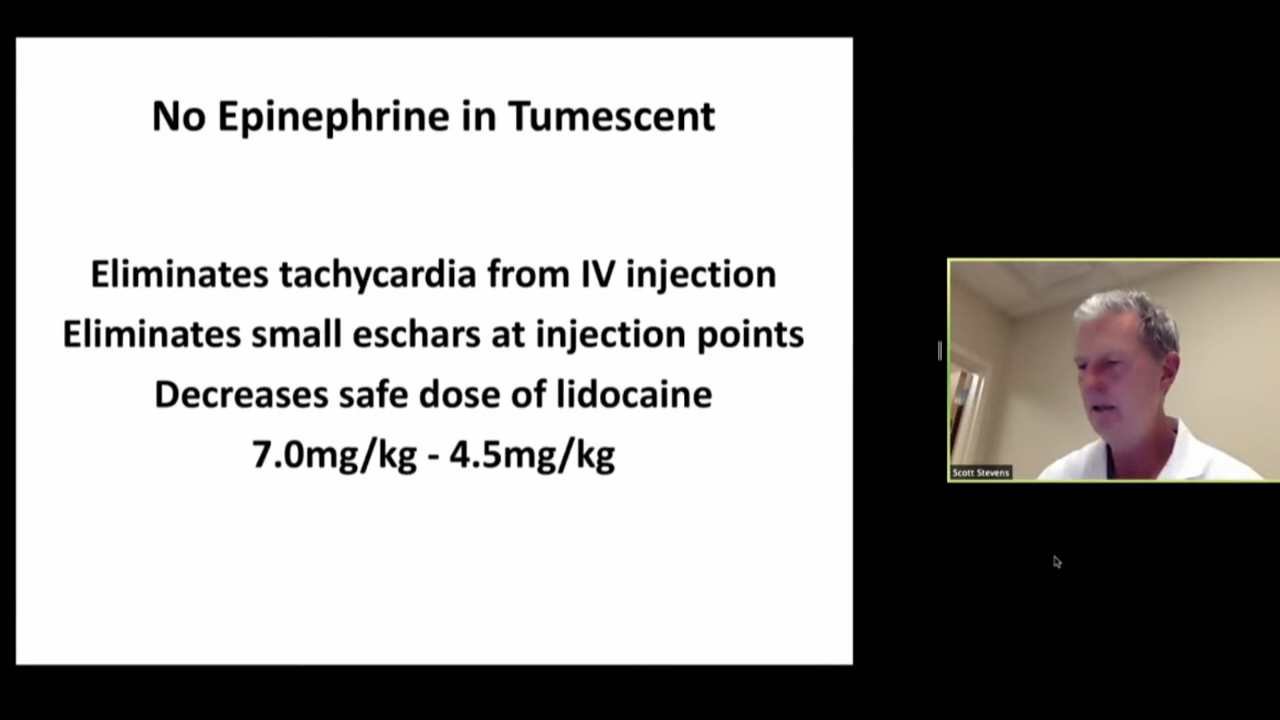 No Epinephrine in Tumescent
Eliminates tachycardia from IV injection
Eliminates small eschars at injection points
Decreases safe dose of lidocaine
7.0mg/kg - 4.5mg/kg
Scott Stevens